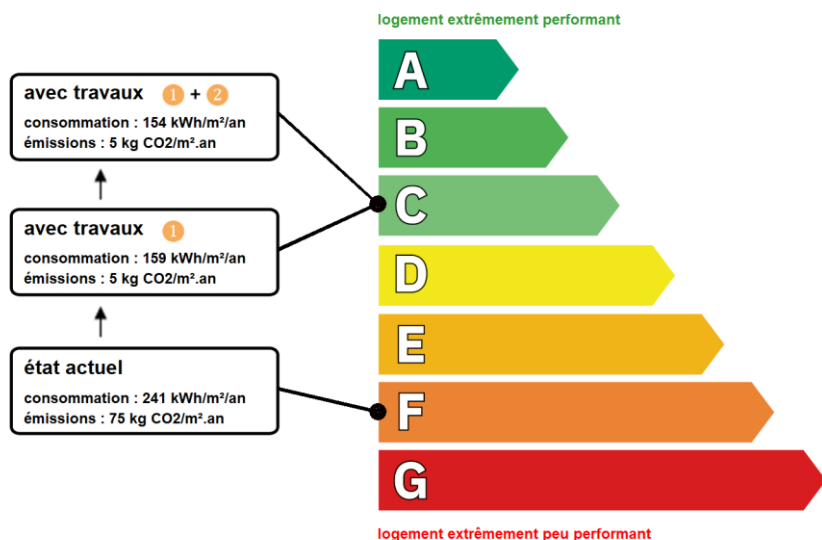 logement extrêmement performant
A
avec travaux 1 + 2
consommation : 154 kWh/m²/an
émissions : 5 kg CO2/m².an
B
C
avec travaux 1
consommation : 159 kWh/m²/an
émissions : 5 kg CO2/m².an
D
E
état actuel
consommation : 241 kWh/m²/an
émissions : 75 kg CO2/m².an
F
G
logement extrêmement peu performant